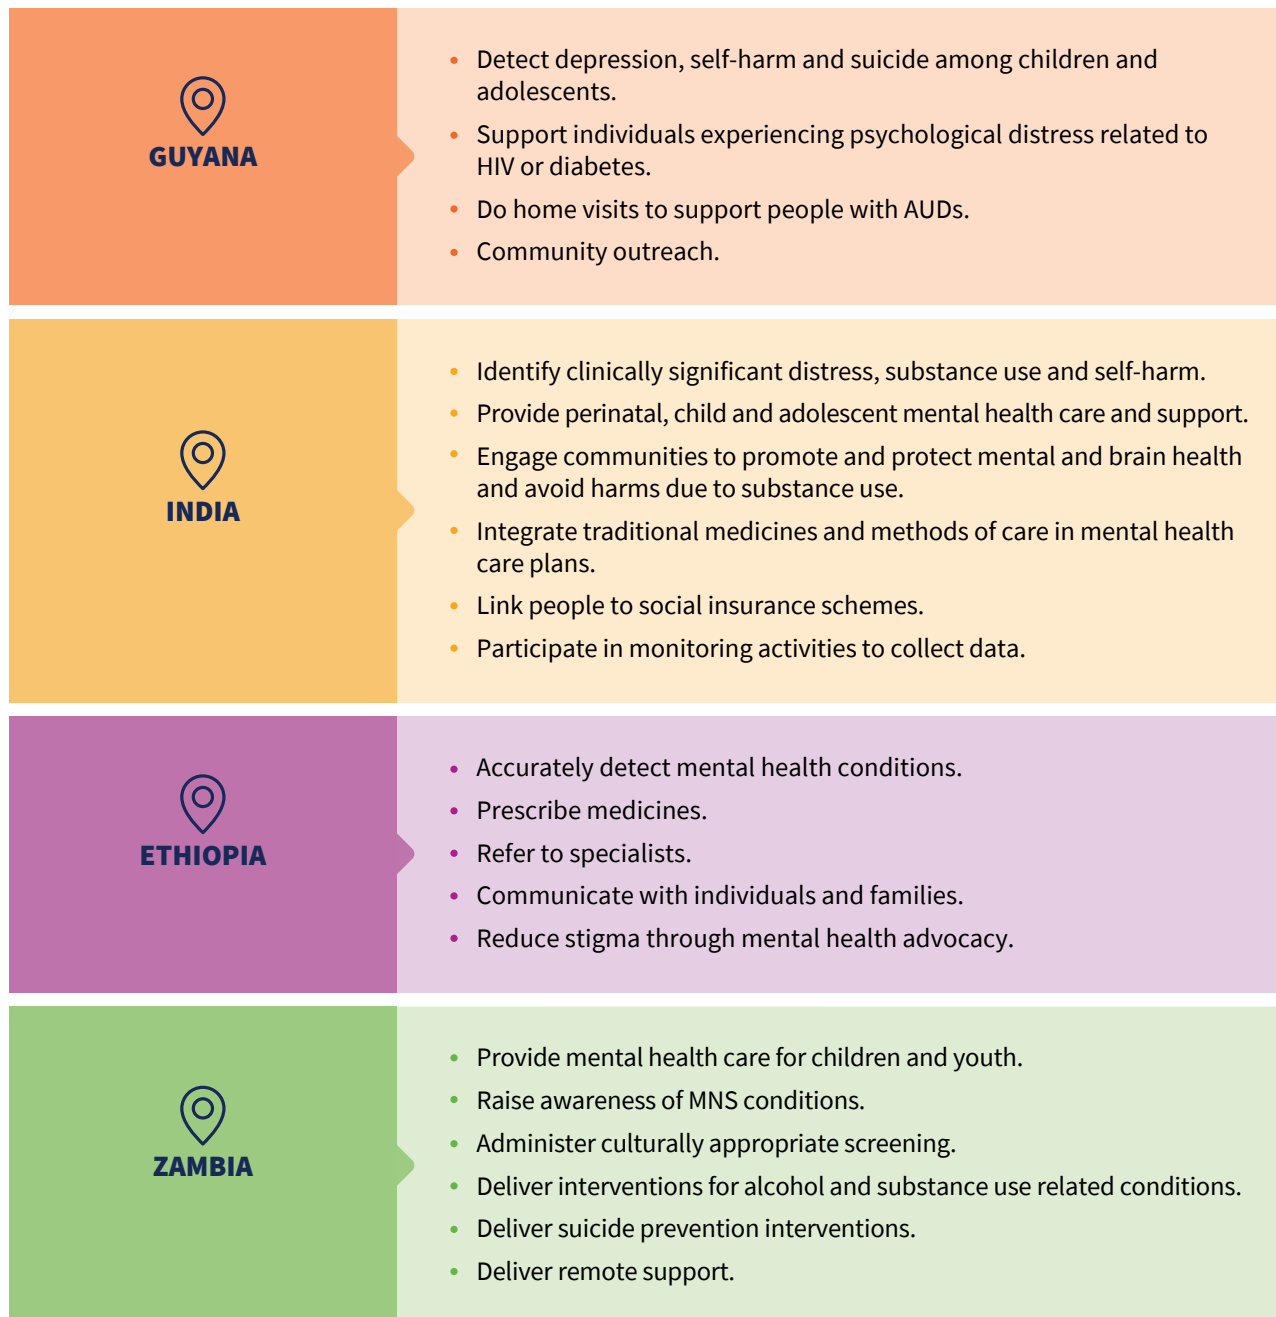 GUYANA
• Detect depression, self-harm and suicide among children and
adolescents.
• Support individuals experiencing psychological distress related to
HIV or diabetes.
• Do home visits to support people with AUDs.
• Community outreach.
INDIA
• Identify clinically significant distress, substance use and self-harm.
• Provide perinatal, child and adolescent mental health care and support.
• Engage communities to promote and protect mental and brain health
and avoid harms due to substance use.
• Integrate traditional medicines and methods of care in mental health
care plans.
• Link people to social insurance schemes.
• Participate in monitoring activities to collect data.
ETHIOPIA
• Accurately detect mental health conditions.
• Prescribe medicines.
• Refer to specialists.
• Communicate with individuals and families.
• Reduce stigma through mental health advocacy.
ZAMBIA
• Provide mental health care for children and youth.
• Raise awareness of MNS conditions.
• Administer culturally appropriate screening.
• Deliver interventions for alcohol and substance use related conditions.
• Deliver suicide prevention interventions.
• Deliver remote support.